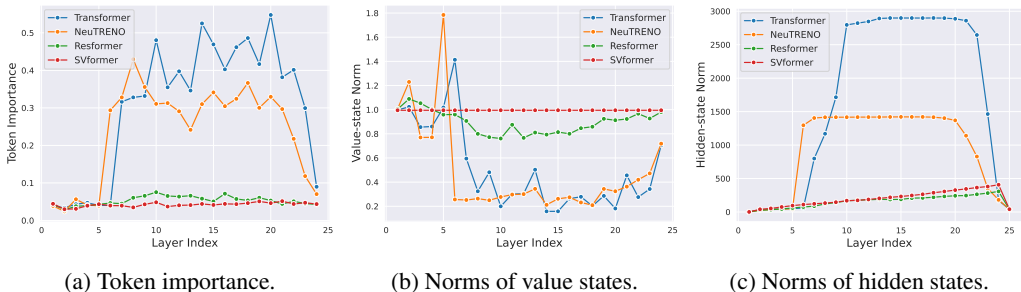 Token Importance
0.5
0.4
0.3
0.2
0.1
0.0
0 5 10 15 20 25
Layer Index
Transformer
NeuTRENO
Resformer
SVformer
(a) Token importance.
Value-state Norm
1.8
1.6
1.4
1.2
1.0
0.8
0.6
0.4
0.2
0 5 10 15 20 25
Layer Index
Transformer
NeuTRENO
Resformer
SVformer
(b) Norms of value states.
Hidden-state Norm
3000
2500
2000
1500
1000
500
0
0 5 10 15 20 25
Layer Index
Transformer
NeuTRENO
Resformer
SVformer
(c) Norms of hidden states.